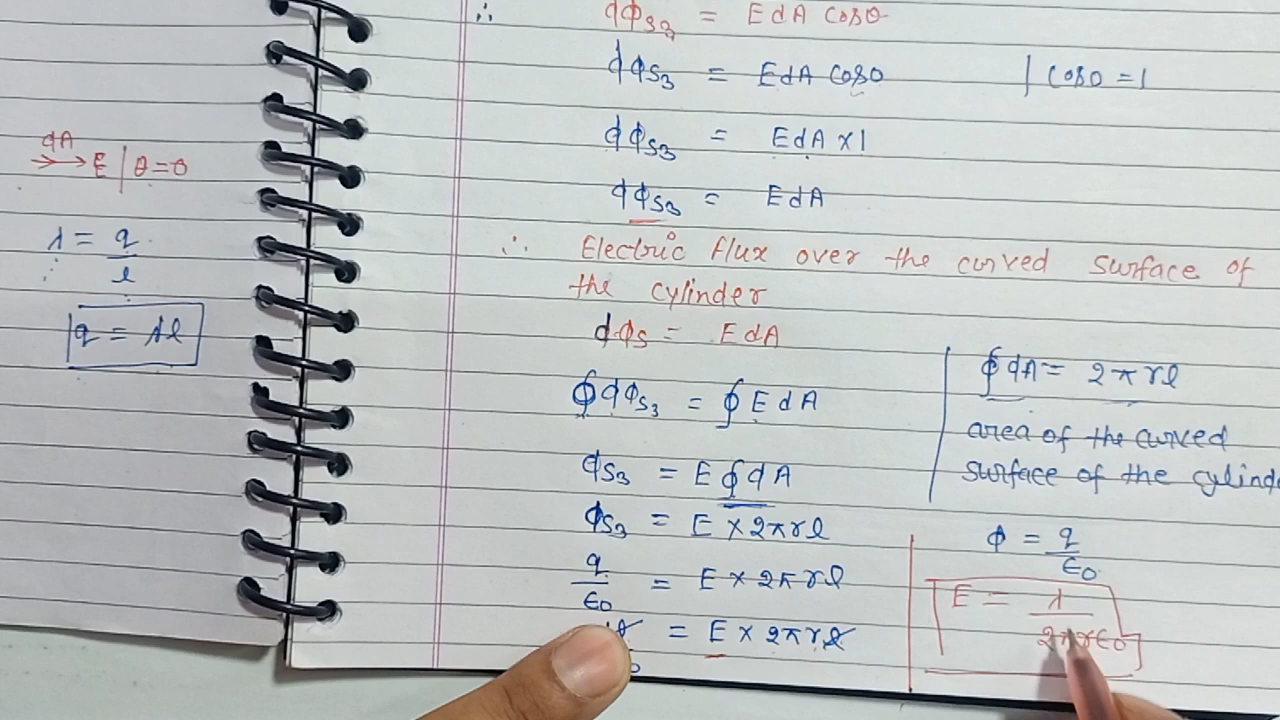 dA
E | θ = 0
λ = q/l
∴
q = λl
∴ dϕS3 = EdA cosθ
dϕS3 = EdA cos0 | cos0 = 1
dϕS3 = EdA × 1
dϕS3 = EdA
∴ Electric flux over the curved surface of
the cylinder
dϕS = EdA
∮dϕS3 = ∮EdA
ϕS3 = E∮dA
ϕS3 = E × 2πrl
q/ε0 = E × 2πrl
= E × 2πrl
∮dA = 2πrl
area of the curved
surface of the
ϕ = q/ε0
E = λ/2πrε0